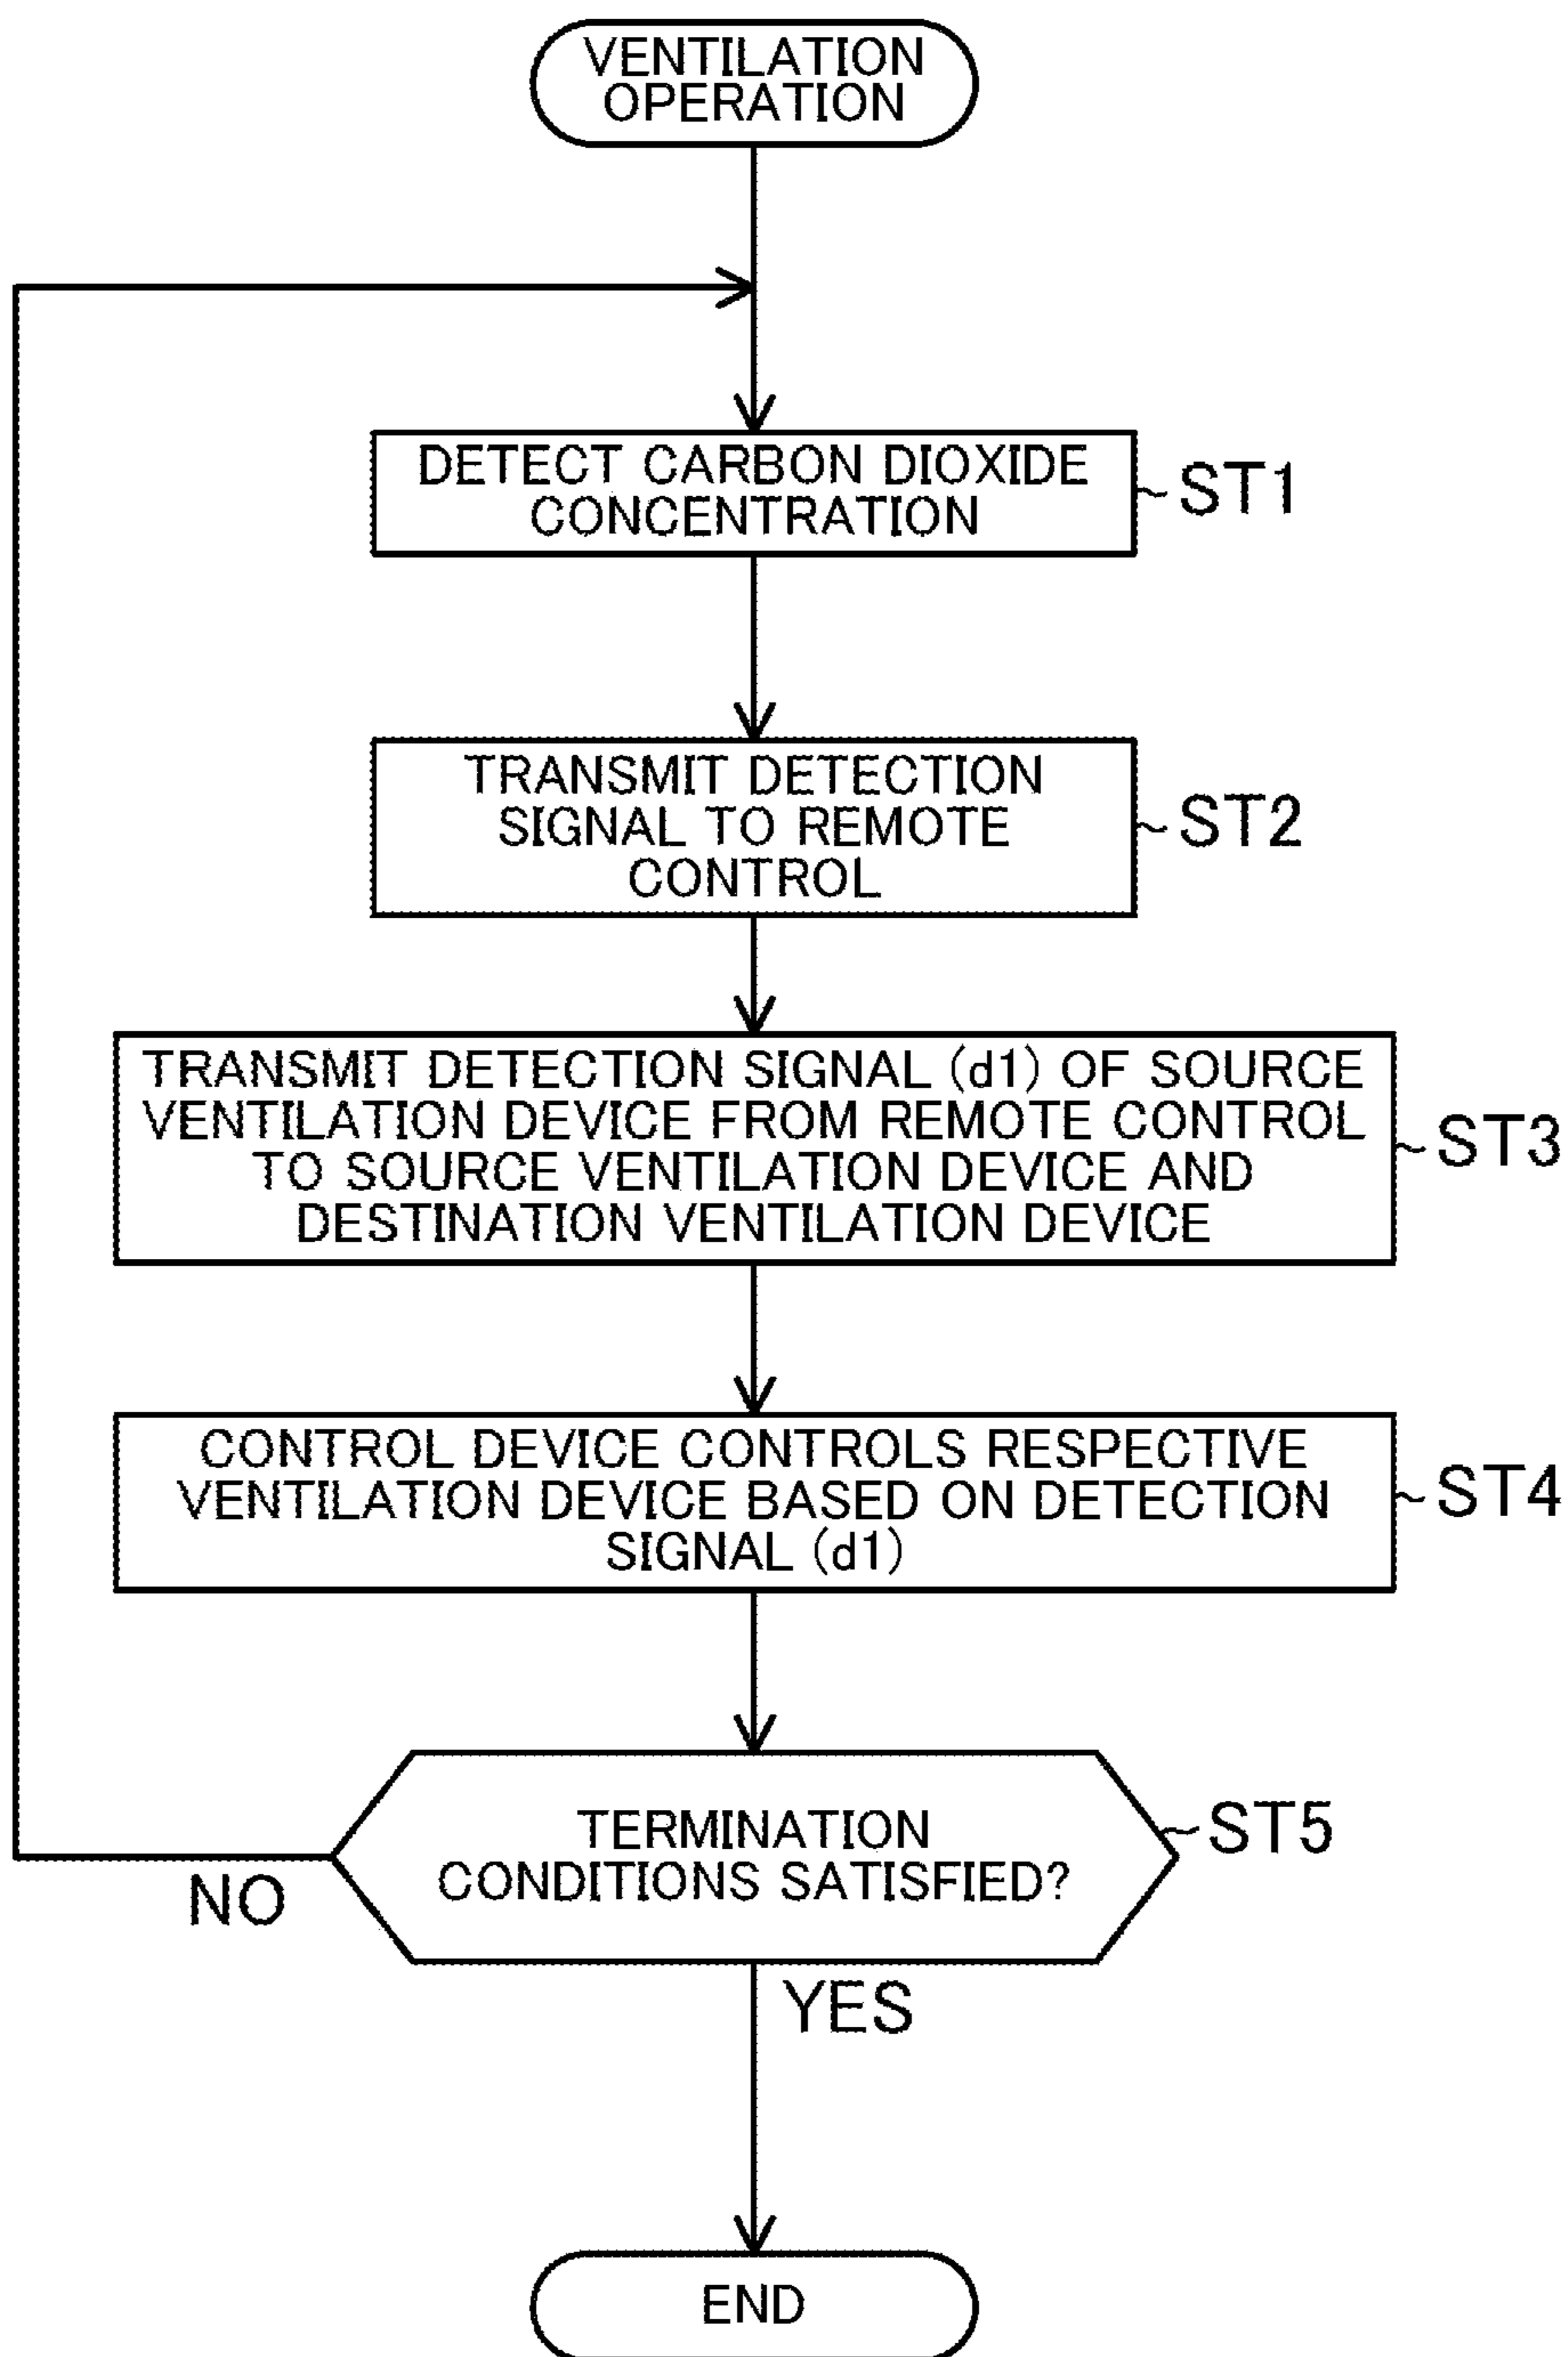 VENTILATION
OPERATION
DETECT CARBON DIOXIDE
CONCENTRATION
ST1
TRANSMIT DETECTION
SIGNAL TO REMOTE
CONTROL
ST2
TRANSMIT DETECTION SIGNAL (d1) OF SOURCE
VENTILATION DEVICE FROM REMOTE CONTROL
TO SOURCE VENTILATION DEVICE AND
DESTINATION VENTILATION DEVICE
ST3
CONTROL DEVICE CONTROLS RESPECTIVE
VENTILATION DEVICE BASED ON DETECTION
SIGNAL (d1)
ST4
TERMINATION
CONDITIONS SATISFIED?
ST5
NO
YES
END